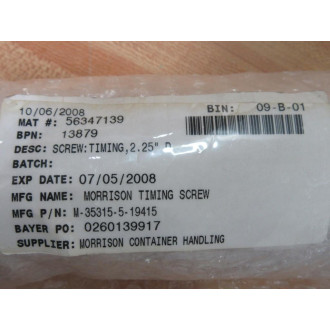 10/06/2008 BIN: 09-B-01
MAT #: 56347139
BPN: 13879
DESC: SCREW:TIMING,2.25" D
BATCH:
EXP DATE: 07/05/2008
MFG NAME: MORRISON TIMING SCREW
MFG P/N: M-35315-5-19415
BAYER PO: 0260139917
SUPPLIER: MORRISON CONTAINER HANDLING